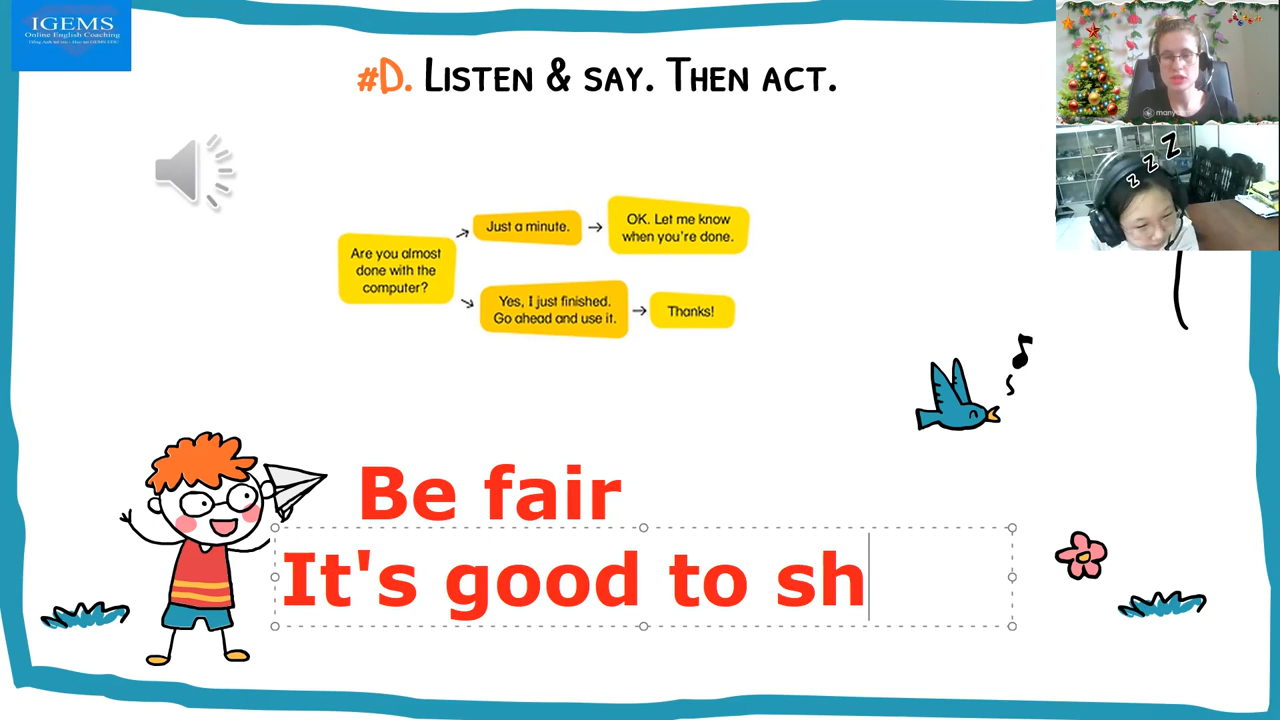 IGEMS
Online English Coaching
#D. LISTEN & SAY. THEN ACT.
many
z z Z
Are you almost
done with the
computer?
Just a minute.
OK. Let me know
when you're done.
Yes, I just finished.
Go ahead and use it.
Thanks!
Be fair
It's good to sh